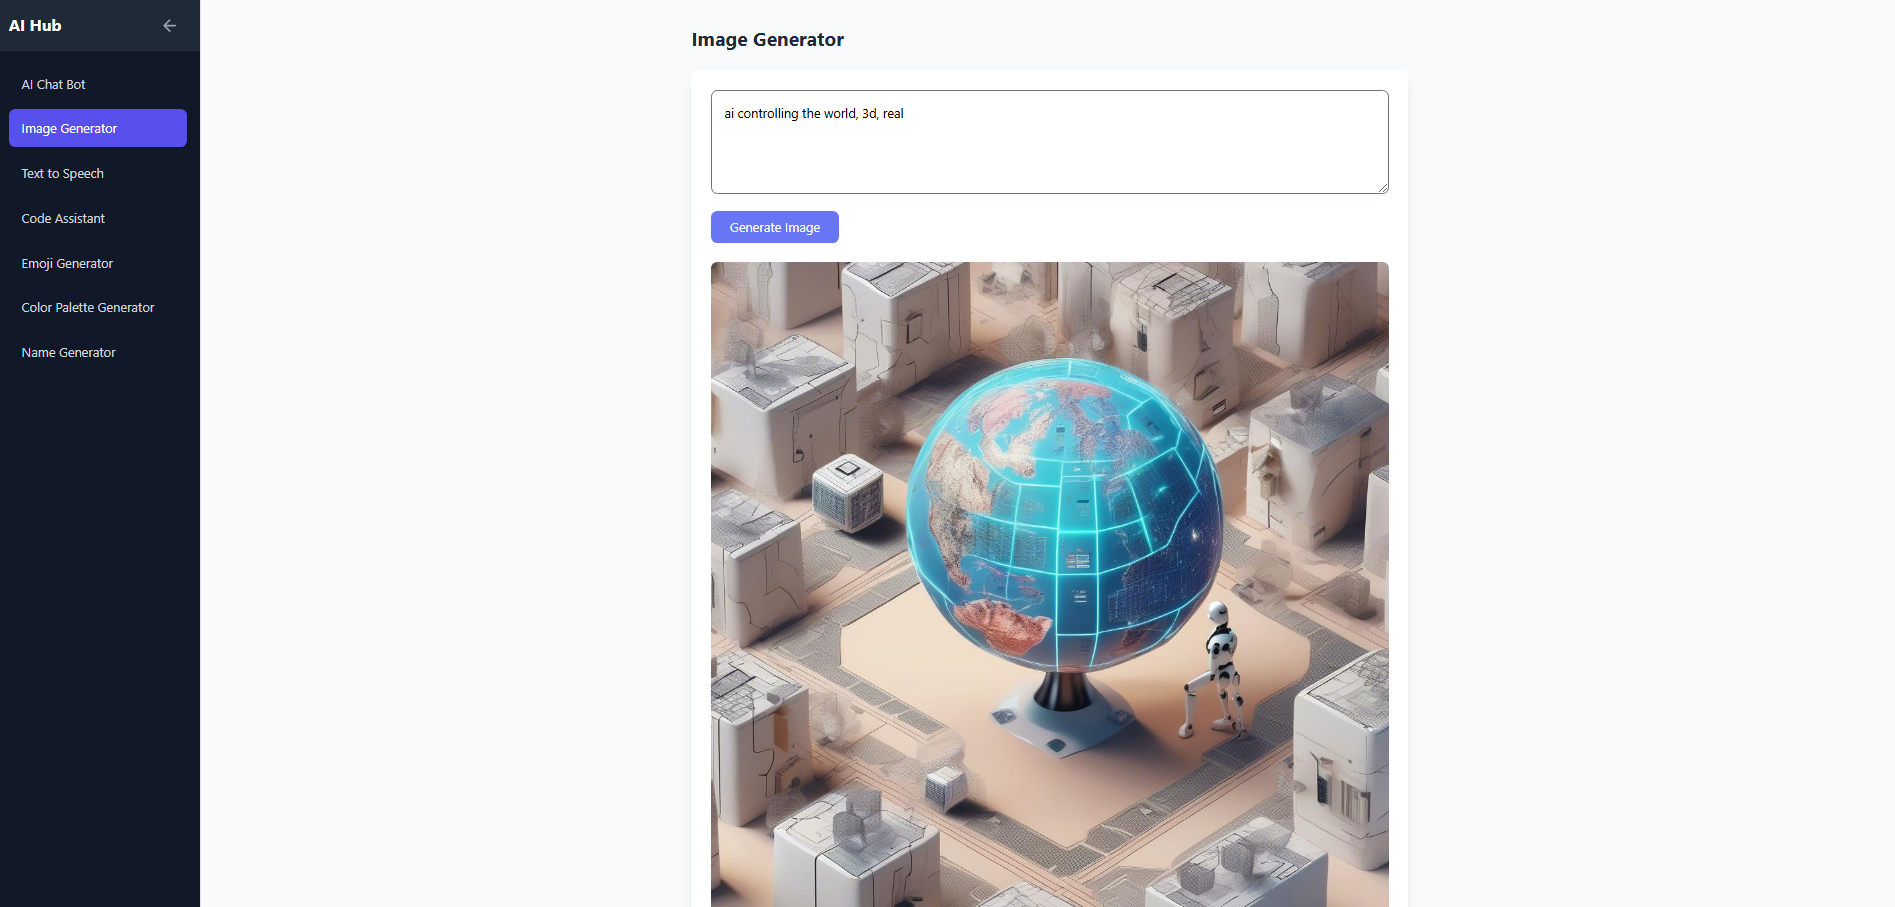 AI Hub
AI Chat Bot
Image Generator
Text to Speech
Code Assistant
Emoji Generator
Color Palette Generator
Name Generator
Image Generator
ai controlling the world, 3d, real
Generate Image